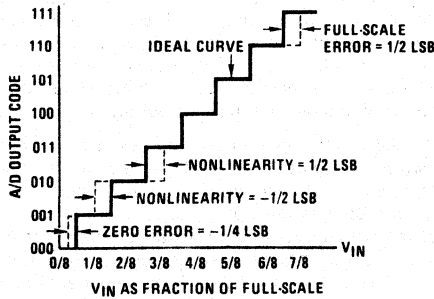 111
110
101
100
011
010
001
000
A/D OUTPUT CODE
IDEAL CURVE
FULL-SCALE
ERROR = 1/2 LSB
NONLINEARITY = 1/2 LSB
NONLINEARITY = -1/2 LSB
ZERO ERROR = -1/4 LSB
0/8 1/8 2/8 3/8 4/8 5/8 6/8 7/8
VIN
VIN AS FRACTION OF FULL-SCALE